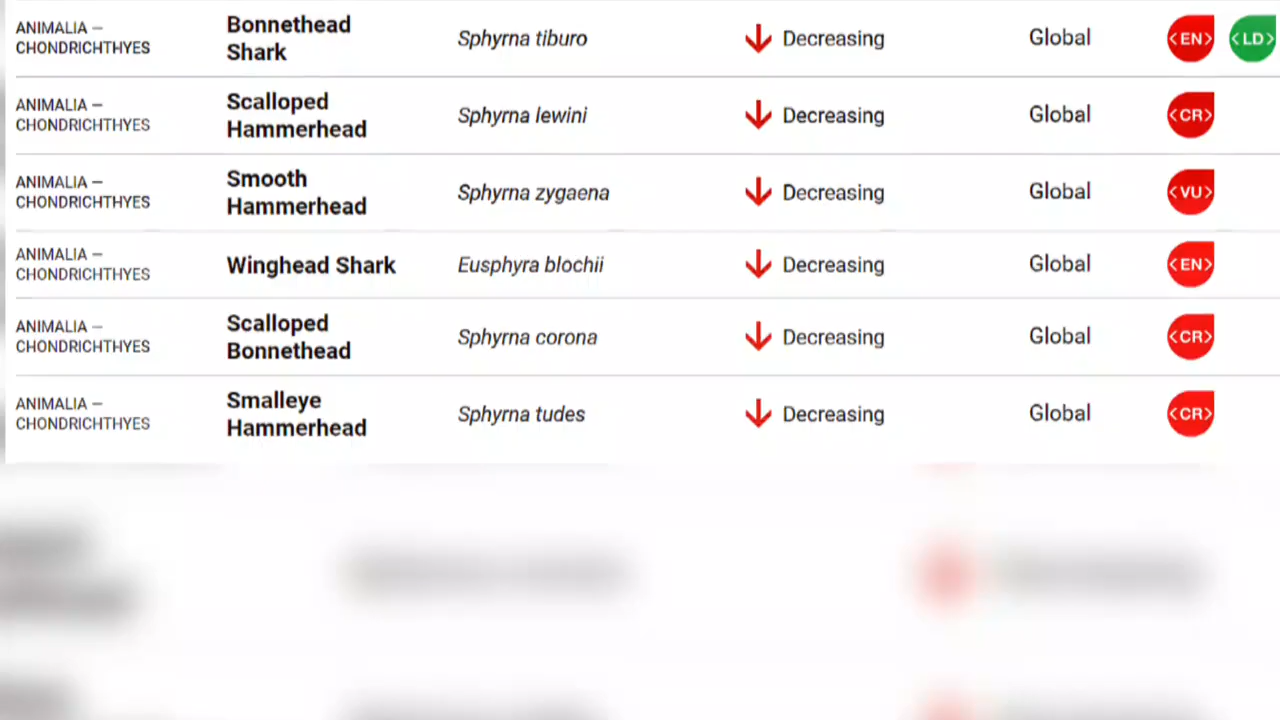 ANIMALIA — CHONDRICHTHYES Bonnethead Shark Sphyrna tiburo Decreasing Global <EN> <LD>
ANIMALIA — CHONDRICHTHYES Scalloped Hammerhead Sphyrna lewini Decreasing Global <CR>
ANIMALIA — CHONDRICHTHYES Smooth Hammerhead Sphyrna zygaena Decreasing Global <VU>
ANIMALIA — CHONDRICHTHYES Winghead Shark Eusphyra blochii Decreasing Global <EN>
ANIMALIA — CHONDRICHTHYES Scalloped Bonnethead Sphyrna corona Decreasing Global <CR>
ANIMALIA — CHONDRICHTHYES Smalleye Hammerhead Sphyrna tudes Decreasing Global <CR>